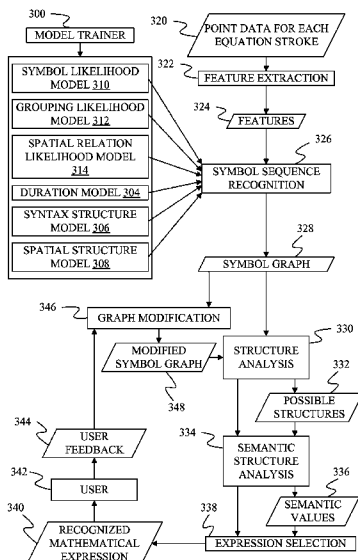 300
MODEL TRAINER
SYMBOL LIKELIHOOD
MODEL 310
GROUPING LIKELIHOOD
MODEL 312
SPATIAL RELATION
LIKELIHOOD MODEL
314
DURATION MODEL 304
SYNTAX STRUCTURE
MODEL 306
SPATIAL STRUCTURE
MODEL 308
320
POINT DATA FOR EACH
EQUATION STROKE
322
FEATURE EXTRACTION
324
FEATURES
326
SYMBOL SEQUENCE
RECOGNITION
328
SYMBOL GRAPH
346
GRAPH MODIFICATION
330
MODIFIED
SYMBOL GRAPH
348
STRUCTURE
ANALYSIS
332
POSSIBLE
STRUCTURES
334
344
USER
FEEDBACK
SEMANTIC
STRUCTURE
ANALYSIS
336
342
USER
SEMANTIC
VALUES
340
338
RECOGNIZED
MATHEMATICAL
EXPRESSION
EXPRESSION SELECTION